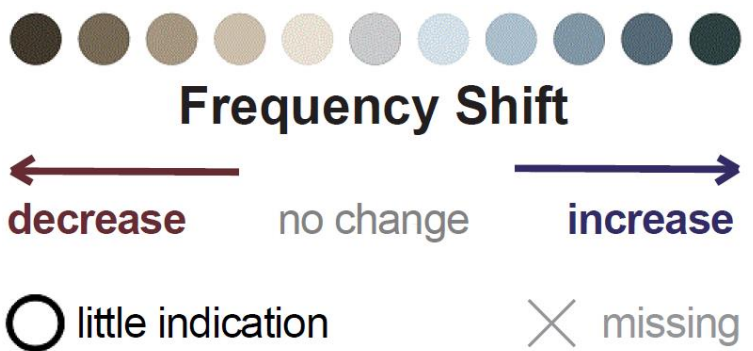 Frequency Shift
decrease no change increase
little indication missing